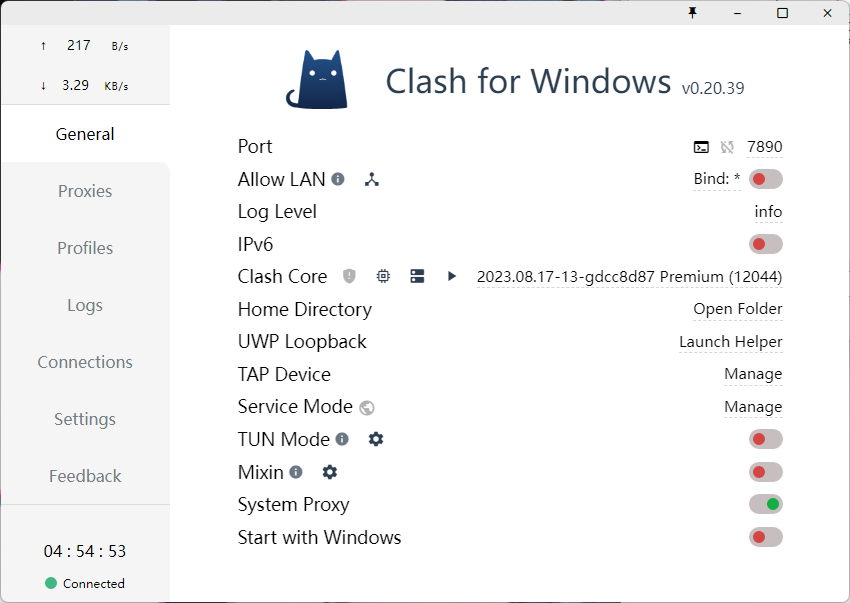 ↑ 217 B/s
↓ 3.29 KB/s
General
Proxies
Profiles
Logs
Connections
Settings
Feedback
04 : 54 : 53
Connected
Clash for Windows v0.20.39
Port 7890
Allow LAN Bind: *
Log Level info
IPv6
Clash Core 2023.08.17-13-gdcc8d87 Premium (12044)
Home Directory Open Folder
UWP Loopback Launch Helper
TAP Device Manage
Service Mode Manage
TUN Mode
Mixin
System Proxy
Start with Windows